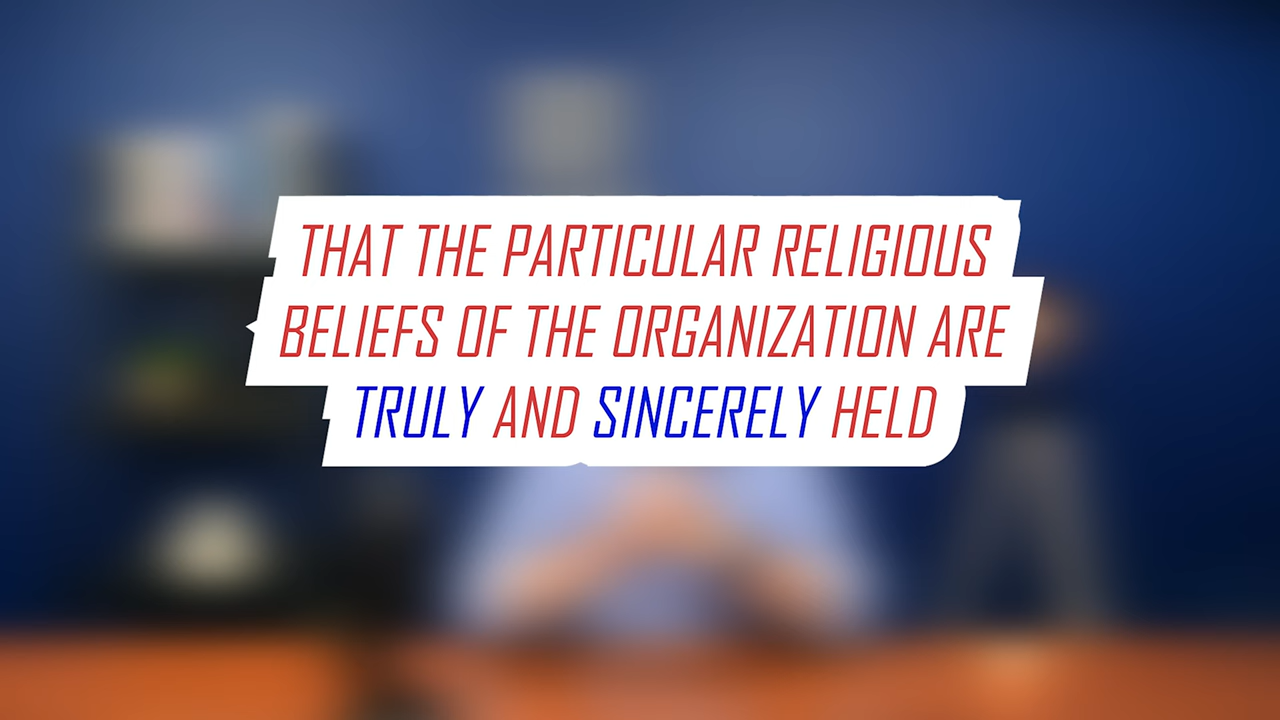 THAT THE PARTICULAR RELIGIOUS
BELIEFS OF THE ORGANIZATION ARE
TRULY AND SINCERELY HELD